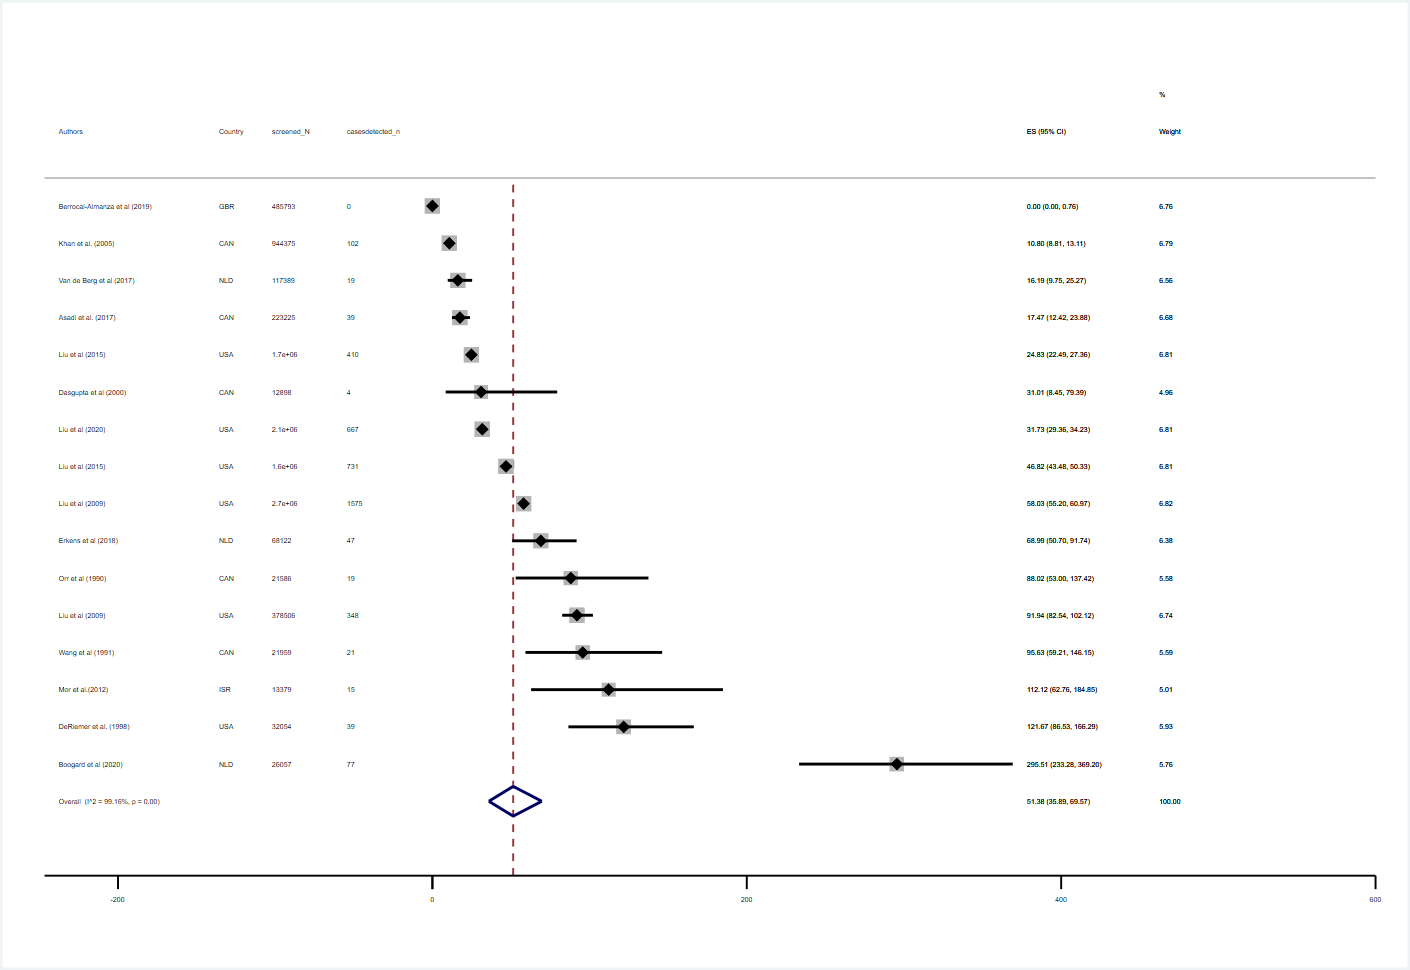 %
Authors Country screened_N casesdetected_n ES (95% CI) Weight
Berrocal-Almanza et al (2019) GBR 485793 0 0.00 (0.00, 0.76) 6.76
Khan et al. (2005) CAN 944375 102 10.80 (8.81, 13.11) 6.79
Van de Berg et al (2017) NLD 117389 19 16.19 (9.75, 25.27) 6.56
Asadi et al. (2017) CAN 223225 39 17.47 (12.42, 23.88) 6.68
Liu et al (2015) USA 1.7e+06 410 24.83 (22.49, 27.36) 6.81
Dasgupta et al (2000) CAN 12898 4 31.01 (8.45, 79.39) 4.96
Liu et al (2020) USA 2.1e+06 667 31.73 (29.36, 34.23) 6.81
Liu et al (2015) USA 1.6e+06 731 46.82 (43.48, 50.33) 6.81
Liu et al (2009) USA 2.7e+06 1575 58.03 (55.20, 60.97) 6.82
Erkens et al (2018) NLD 68122 47 68.99 (50.70, 91.74) 6.38
Orr et al (1990) CAN 21586 19 88.02 (53.00, 137.42) 5.58
Liu et al (2009) USA 378506 348 91.94 (82.54, 102.12) 6.74
Wang et al (1991) CAN 21959 21 95.63 (59.21, 146.15) 5.59
Mor et al.(2012) ISR 13379 15 112.12 (62.76, 184.85) 5.01
DeRiemer et al. (1998) USA 32054 39 121.67 (86.53, 166.29) 5.93
Boogard et al (2020) NLD 26057 77 295.51 (233.28, 369.20) 5.76
Overall (I^2 = 99.16%, p = 0.00) 51.38 (35.89, 69.57) 100.00
-200 0 200 400 600